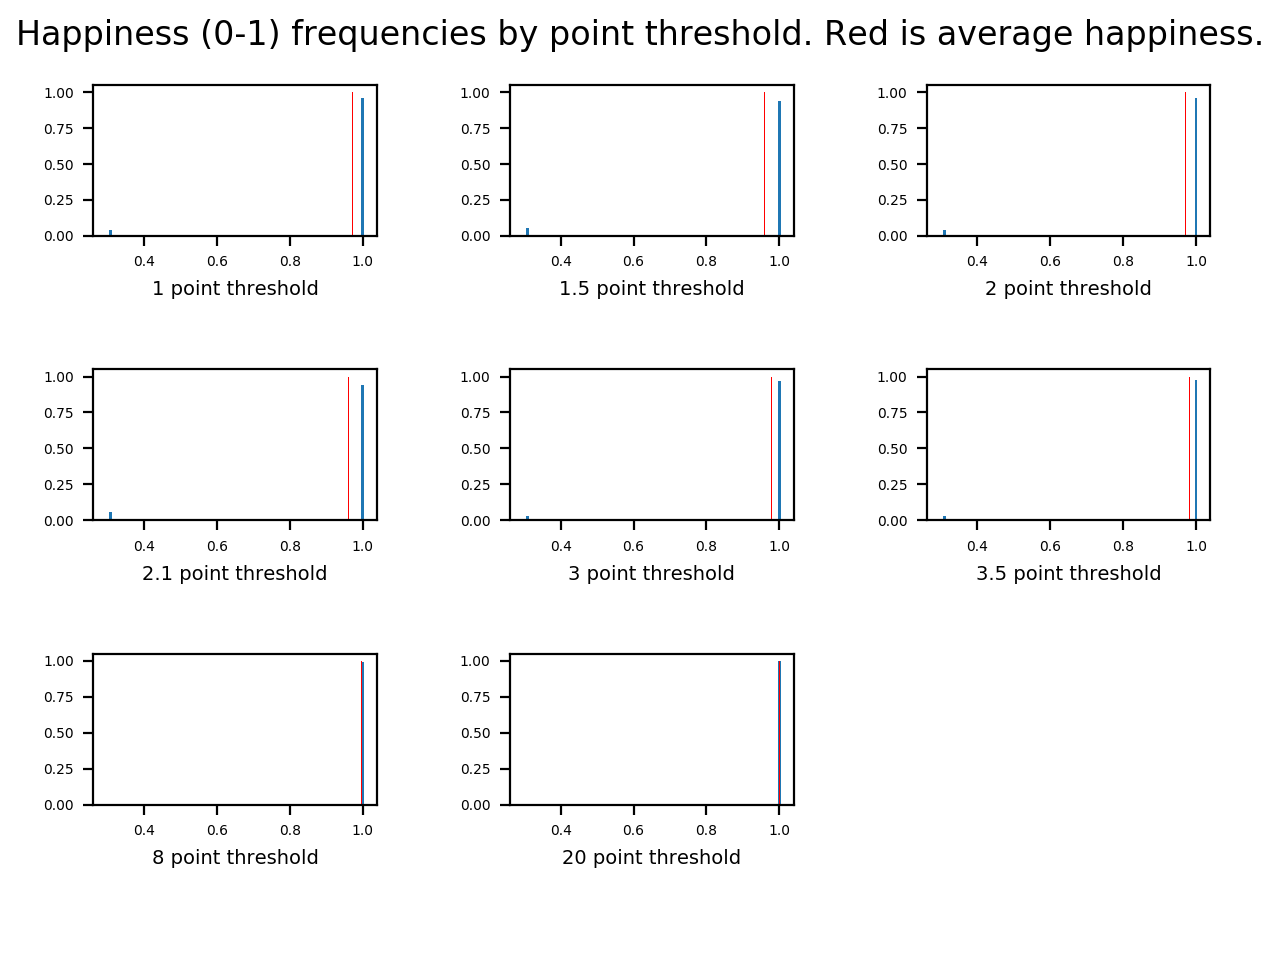 Happiness (0-1) frequencies by point threshold. Red is average happiness.
1.00 1.00 1.00
0.75 0.75 0.75
0.50 0.50 0.50
0.25 0.25 0.25
0.00 0.00 0.00
0.4 0.6 0.8 1.0 0.4 0.6 0.8 1.0 0.4 0.6 0.8 1.0
1 point threshold 1.5 point threshold 2 point threshold
1.00 1.00 1.00
0.75 0.75 0.75
0.50 0.50 0.50
0.25 0.25 0.25
0.00 0.00 0.00
0.4 0.6 0.8 1.0 0.4 0.6 0.8 1.0 0.4 0.6 0.8 1.0
2.1 point threshold 3 point threshold 3.5 point threshold
1.00 1.00
0.75 0.75
0.50 0.50
0.25 0.25
0.00 0.00
0.4 0.6 0.8 1.0 0.4 0.6 0.8 1.0
8 point threshold 20 point threshold